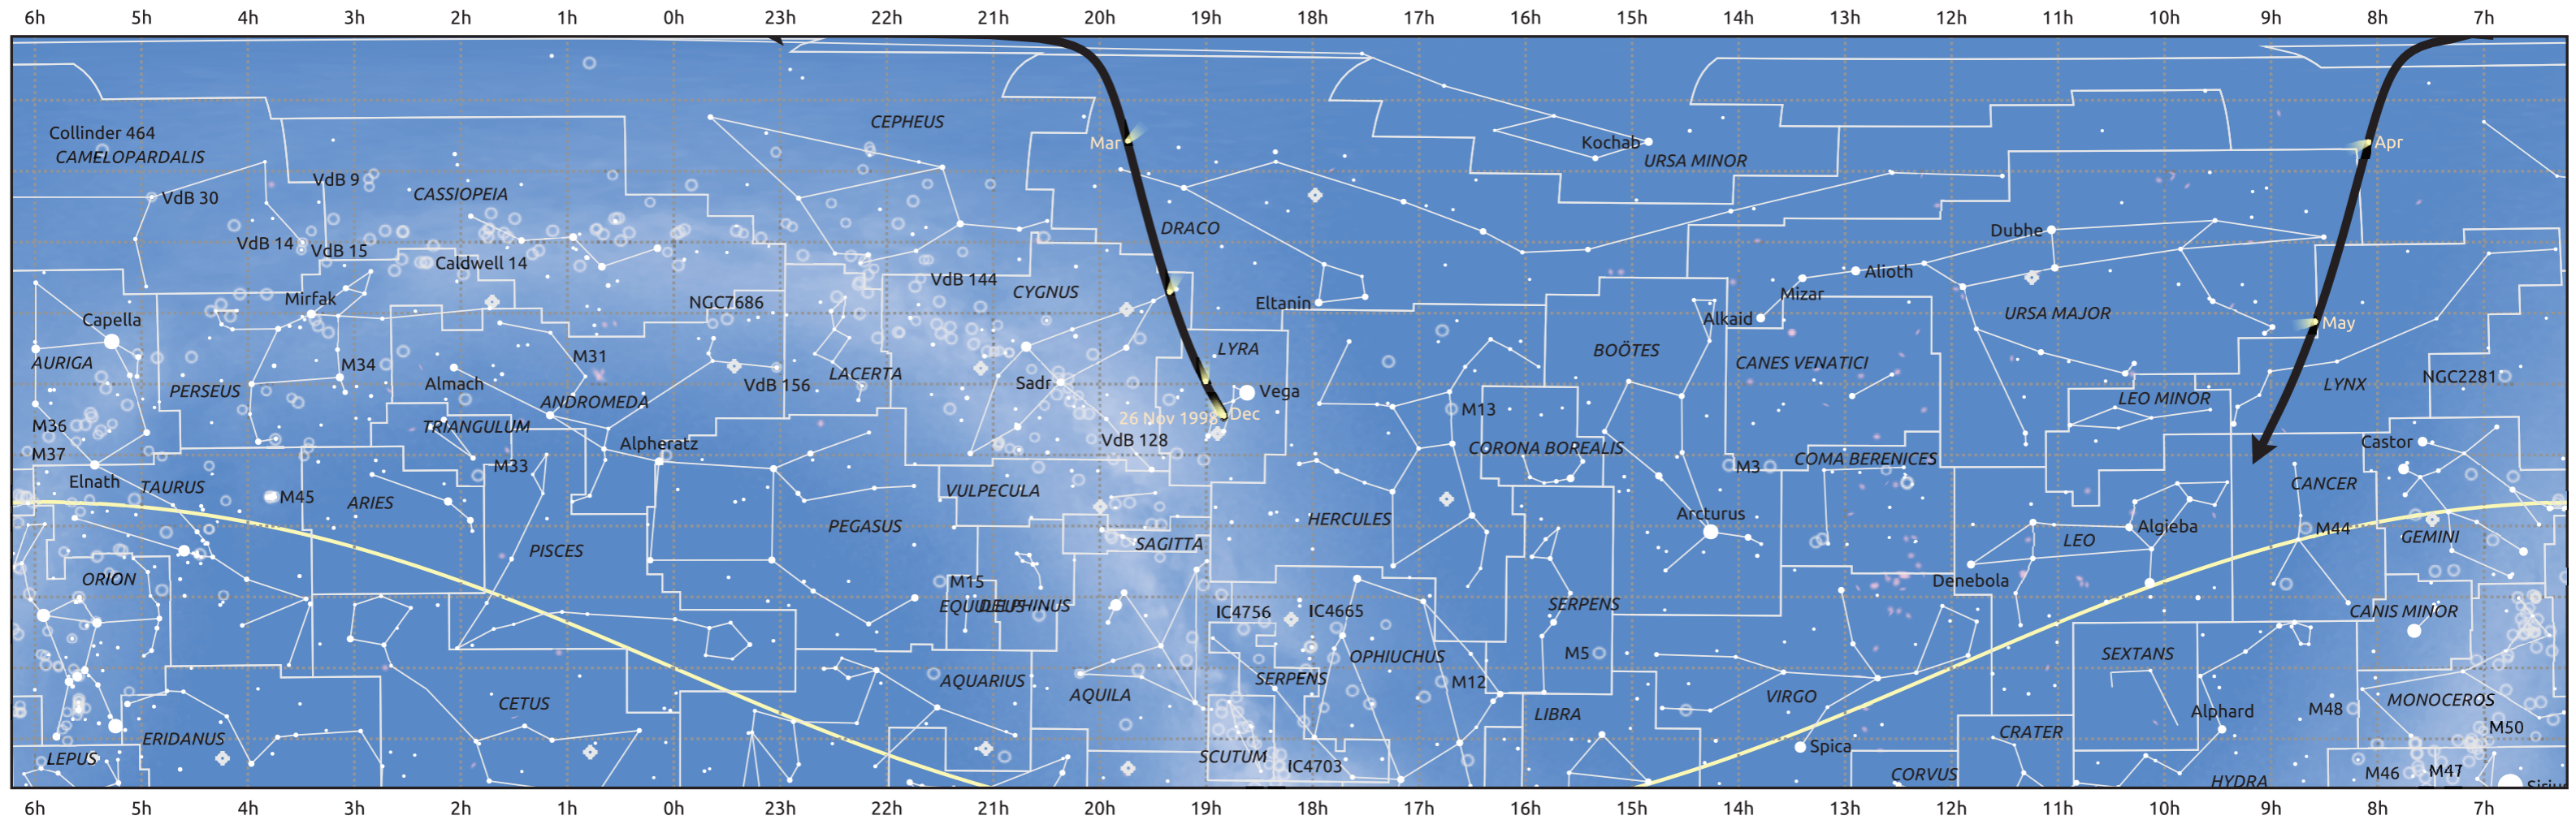 6h 5h 4h 3h 2h 1h 0h 23h 22h 21h 20h 19h 18h 17h 16h 15h 14h 13h 12h 11h 10h 9h 8h 7h
CEPHEUS
Collinder 464
Mar
Kochab
Apr
CAMELOPARDALIS
URSA MINOR
VdB 9
VdB 30
CASSIOPEIA
DRACO
Dubhe
VdB 14
VdB 15
Caldwell 14
Alioth
VdB 144
CYGNUS
Mizar
Mirfak
NGC7686
Eltanin
URSA MAJOR
Capella
Alkaid
May
LYRA
BOÖTES
M31
AURIGA
M34
CANES VENATICI
LACERTA
NGC2281
Almach
VdB 156
Sadr
LYNX
PERSEUS
Vega
ANDROMEDA
LEO MINOR
M13
26 Nov 1998
Dec
M36
TRIANGULUM
VdB 128
Alpheratz
CORONA BOREALIS
Castor
M37
COMA BERENICES
M33
M3
Elnath
TAURUS
CANCER
VULPECULA
M45
ARIES
Arcturus
HERCULES
PEGASUS
Algieba
M44
GEMINI
LEO
SAGITTA
PISCES
ORION
M15
Denebola
EQUULEUS
DELPHINUS
SERPENS
IC4756
IC4665
CANIS MINOR
M5
OPHIUCHUS
SEXTANS
SERPENS
AQUARIUS
M12
AQUILA
VIRGO
MONOCEROS
CETUS
M48
Alphard
LIBRA
M50
CRATER
ERIDANUS
Spica
SCUTUM
LEPUS
IC4703
CORVUS
M46
M47
HYDRA
6h 5h 4h 3h 2h 1h 0h 23h 22h 21h 20h 19h 18h 17h 16h 15h 14h 13h 12h 11h 10h 9h 8h 7h